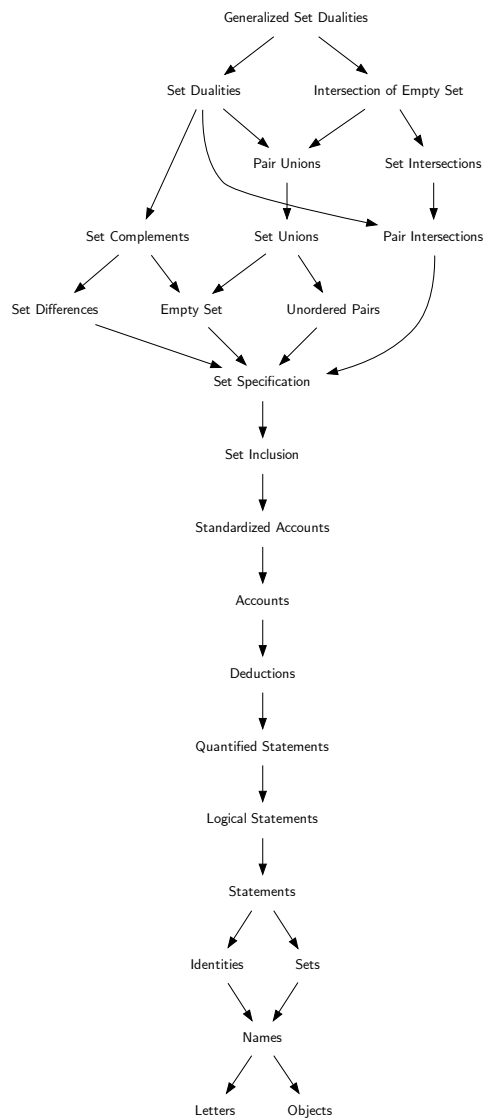 Generalized Set Dualities
Set Dualities
Intersection of Empty Set
Pair Unions
Set Intersections
Set Complements
Set Unions
Pair Intersections
Set Differences
Empty Set
Unordered Pairs
Set Specification
Set Inclusion
Standardized Accounts
Accounts
Deductions
Quantified Statements
Logical Statements
Statements
Identities
Sets
Names
Letters
Objects